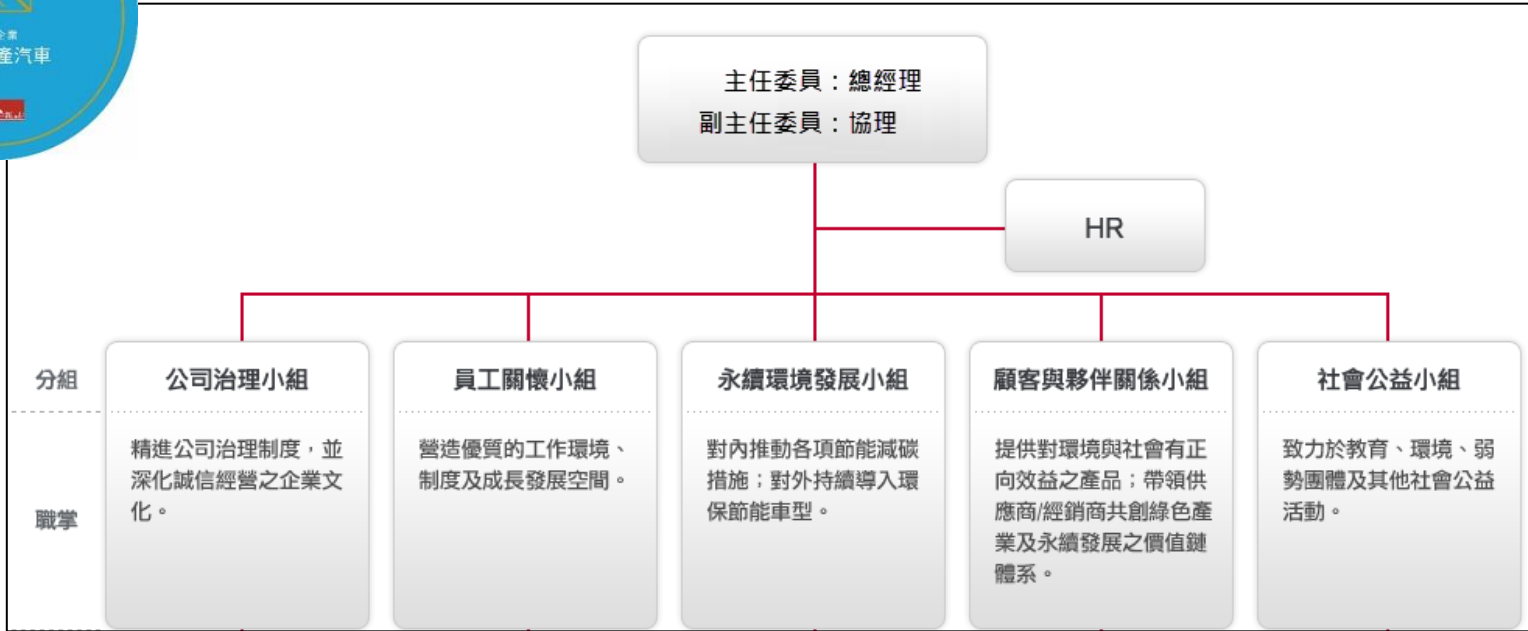 企業
產汽車
主任委員：總經理
副主任委員：協理
HR
分組
公司治理小組
員工關懷小組
永續環境發展小組
顧客與夥伴關係小組
社會公益小組
職掌
精進公司治理制度，並
深化誠信經營之企業文
化。
營造優質的工作環境、
制度及成長發展空間。
對內推動各項節能減碳
措施；對外持續導入環
保節能車型。
提供對環境與社會有正
向效益之產品；帶領供
應商/經銷商共創綠色產
業及永續發展之價值鏈
體系。
致力於教育、環境、弱
勢團體及其他社會公益
活動。